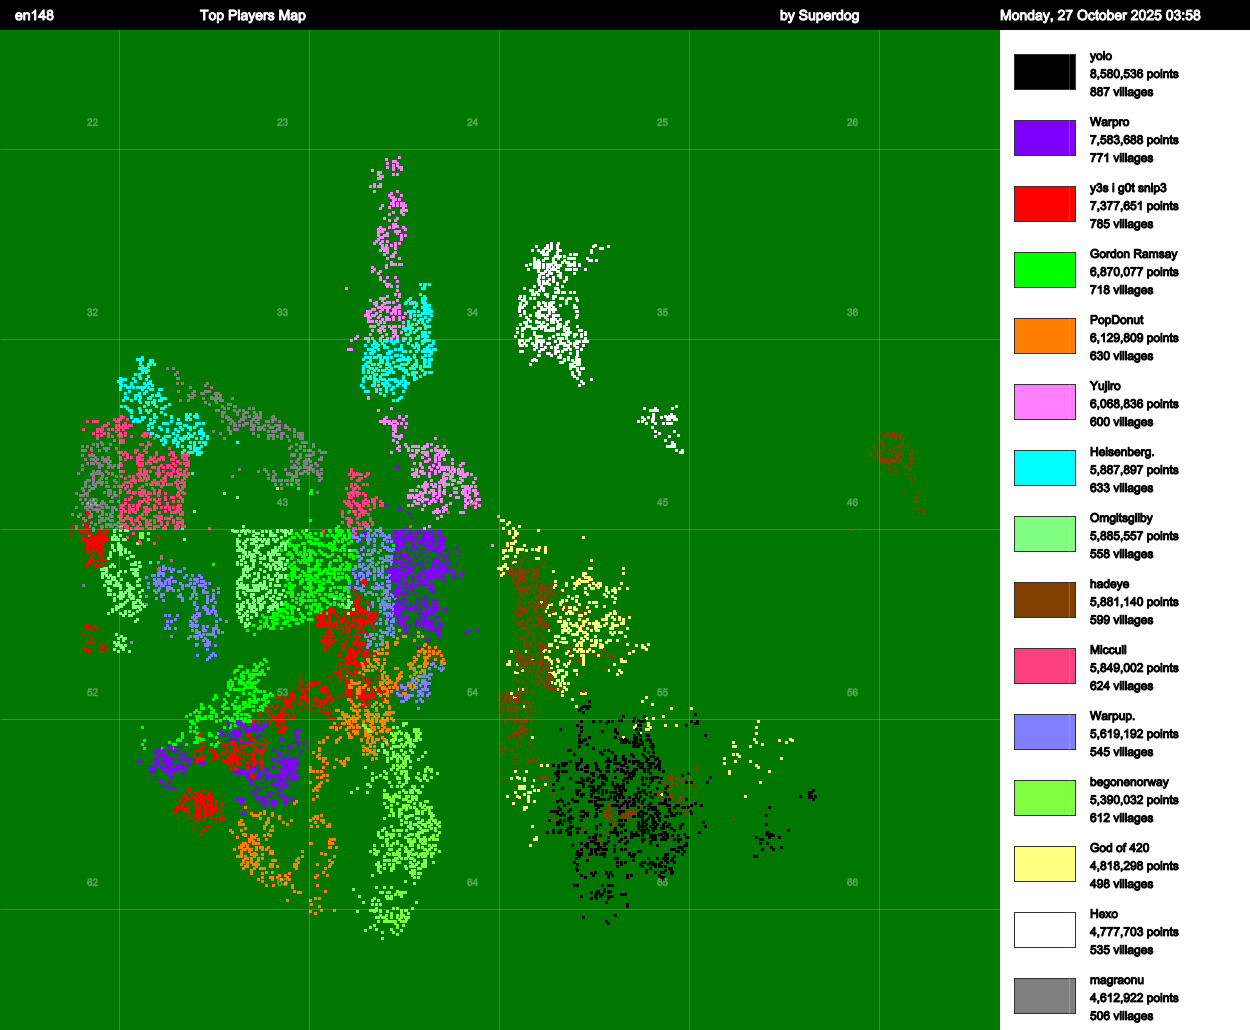 en148 Top Players Map by Superdog Monday, 27 October 2025 03:58
yolo
8,580,536 points
887 villages
22 23 24 25 26
Warpro
7,583,688 points
771 villages
y3s i g0t snip3
7,377,651 points
785 villages
Gordon Ramsay
6,870,077 points
718 villages
32 33 34 35 36
PopDonut
6,129,809 points
630 villages
Yujiro
6,068,836 points
600 villages
Heisenberg.
5,887,897 points
633 villages
43 45 46
Omgitsgilby
5,885,557 points
558 villages
hadeye
5,881,140 points
599 villages
Miccull
5,849,002 points
624 villages
52 53 54 55 56
Warpup.
5,619,192 points
545 villages
begonenorway
5,390,032 points
612 villages
God of 420
4,818,298 points
498 villages
62 64 65 66
Hexo
4,777,703 points
535 villages
magraonu
4,612,922 points
506 villages